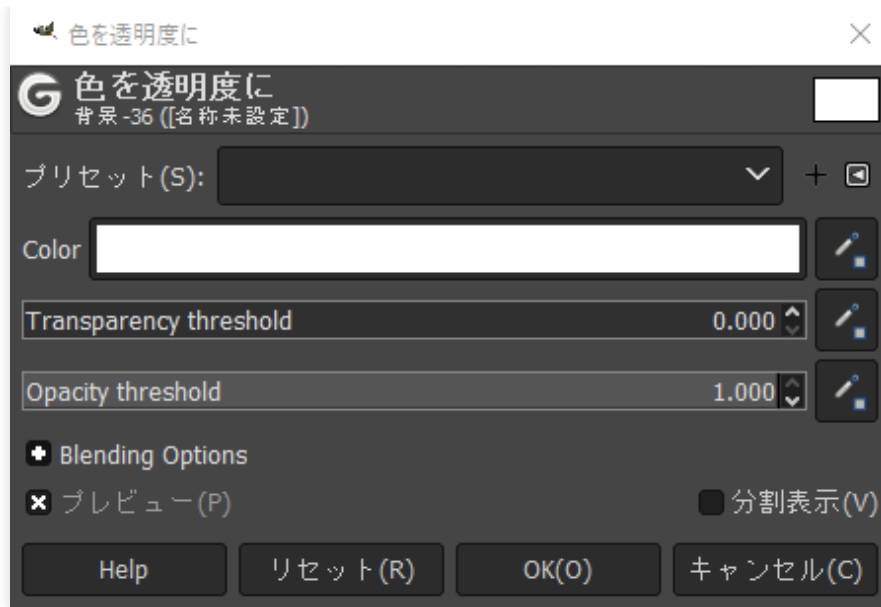 色を透明度に
色を透明度に
背景-36 ([名称未設定])
プリセット(S):
Color
Transparency threshold 0.000
Opacity threshold 1.000
Blending Options
プレビュー(P) 分割表示(V)
Help リセット(R) OK(O) キャンセル(C)